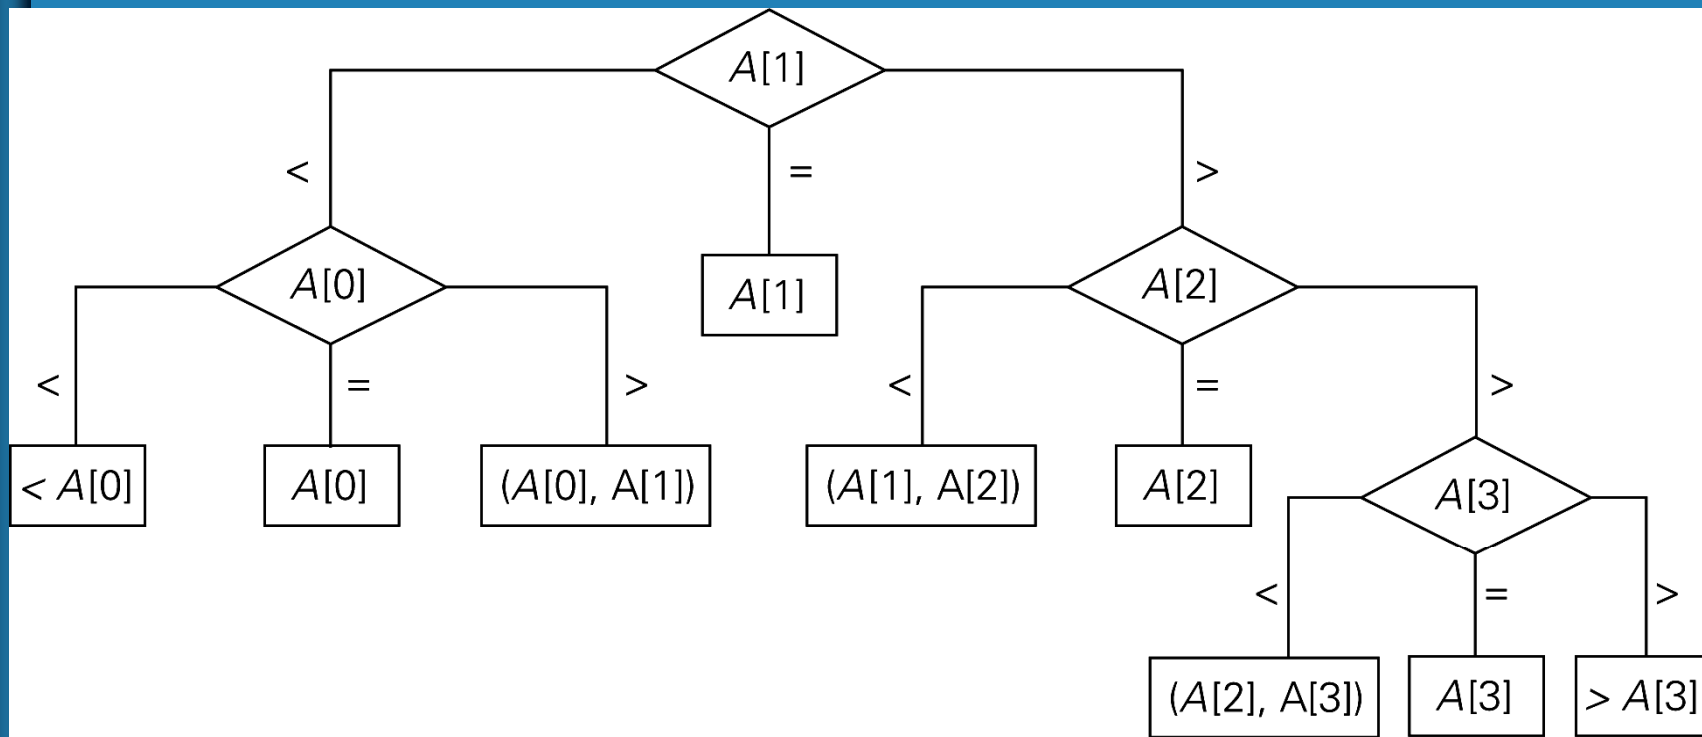 A[1]
< = >
A[0] A[1] A[2]
< = > < = >
< A[0] A[0] (A[0], A[1]) (A[1], A[2]) A[2] A[3]
< = >
(A[2], A[3]) A[3] > A[3]